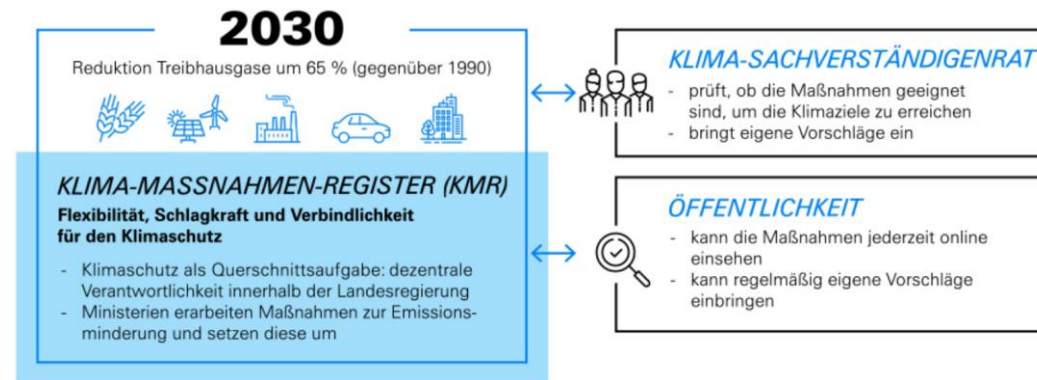 2030
Reduktion Treibhausgase um 65 % (gegenüber 1990)
KLIMA-MASSNAHMEN-REGISTER (KMR)
Flexibilität, Schlagkraft und Verbindlichkeit
für den Klimaschutz
- Klimaschutz als Querschnittsaufgabe: dezentrale
Verantwortlichkeit innerhalb der Landesregierung
- Ministerien erarbeiten Maßnahmen zur Emissions-
minderung und setzen diese um
KLIMA-SACHVERSTÄNDIGENRAT
- prüft, ob die Maßnahmen geeignet
sind, um die Klimaziele zu erreichen
- bringt eigene Vorschläge ein
ÖFFENTLICHKEIT
- kann die Maßnahmen jederzeit online
einsehen
- kann regelmäßig eigene Vorschläge
einbringen